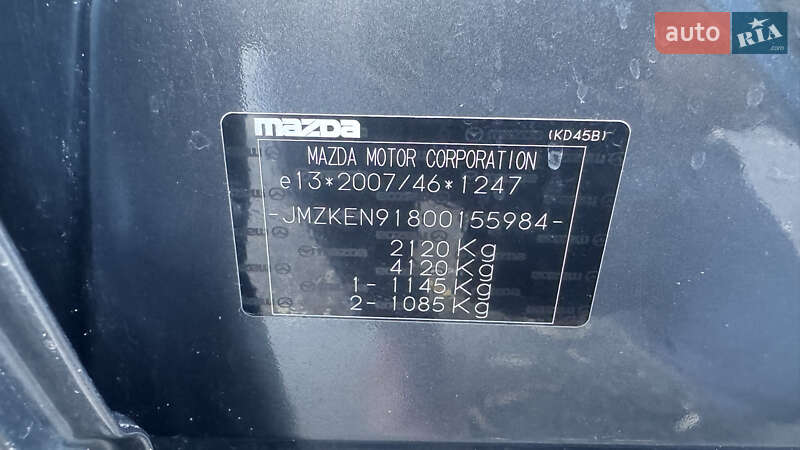 auto RIA .com
mazda
(KD45B)
MAZDA MOTOR CORPORATION
e13*2007/46*1247
-JMZKEN91800155984-
2120 Kg
4120 Kg
1- 1145 Kg
2- 1085 Kg